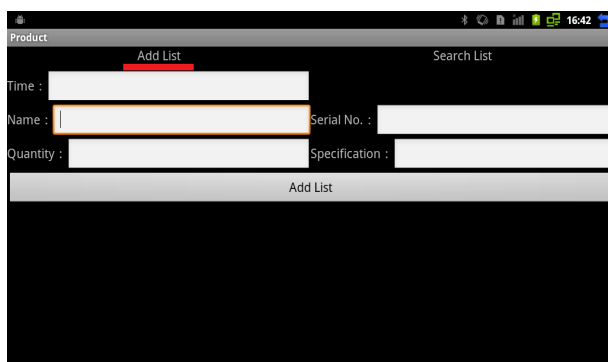 16:42
Product
Add List Search List
Time :
Name : Serial No. :
Quantity : Specification :
Add List